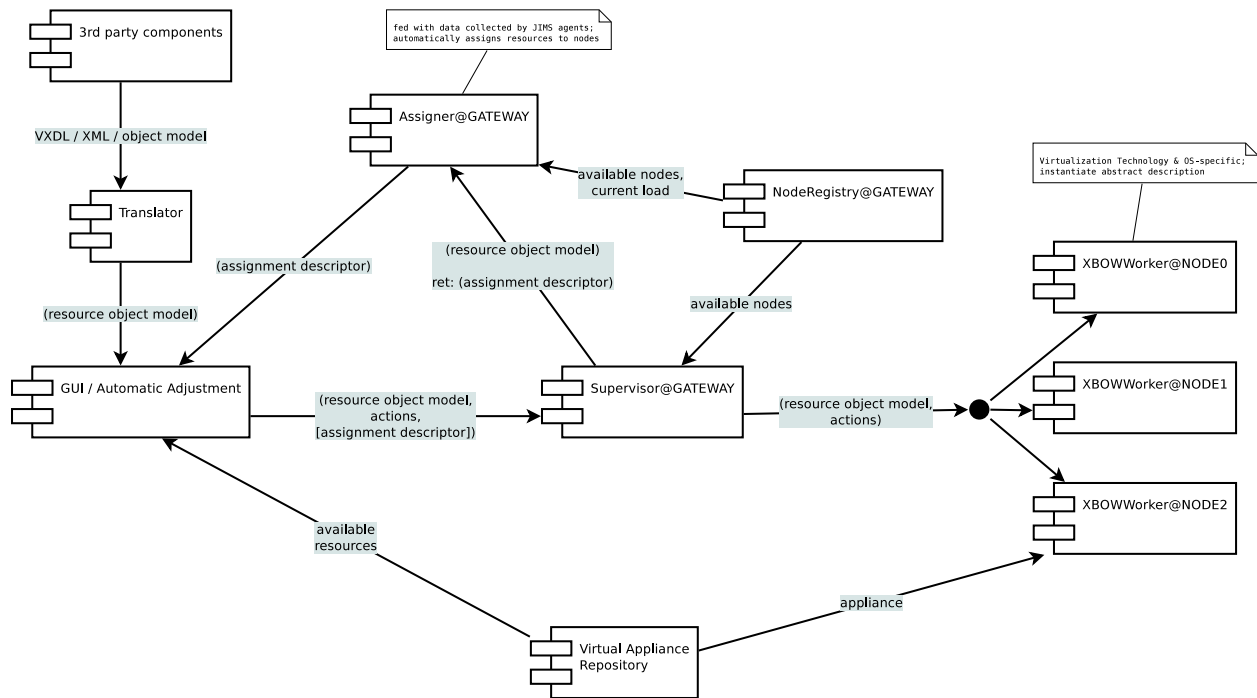 3rd party components
fed with data collected by JIMS agents;
automatically assigns resources to nodes
Assigner@GATEWAY
VXDL / XML / object model
Virtualization Technology & OS-specific;
instantiate abstract description
available nodes,
current load
NodeRegistry@GATEWAY
Translator
(resource object model)
ret: (assignment descriptor)
(assignment descriptor)
XBOWWorker@NODE0
available nodes
(resource object model)
GUI / Automatic Adjustment
Supervisor@GATEWAY
XBOWWorker@NODE1
(resource object model,
actions,
[assignment descriptor])
(resource object model,
actions)
XBOWWorker@NODE2
available
resources
appliance
Virtual Appliance
Repository